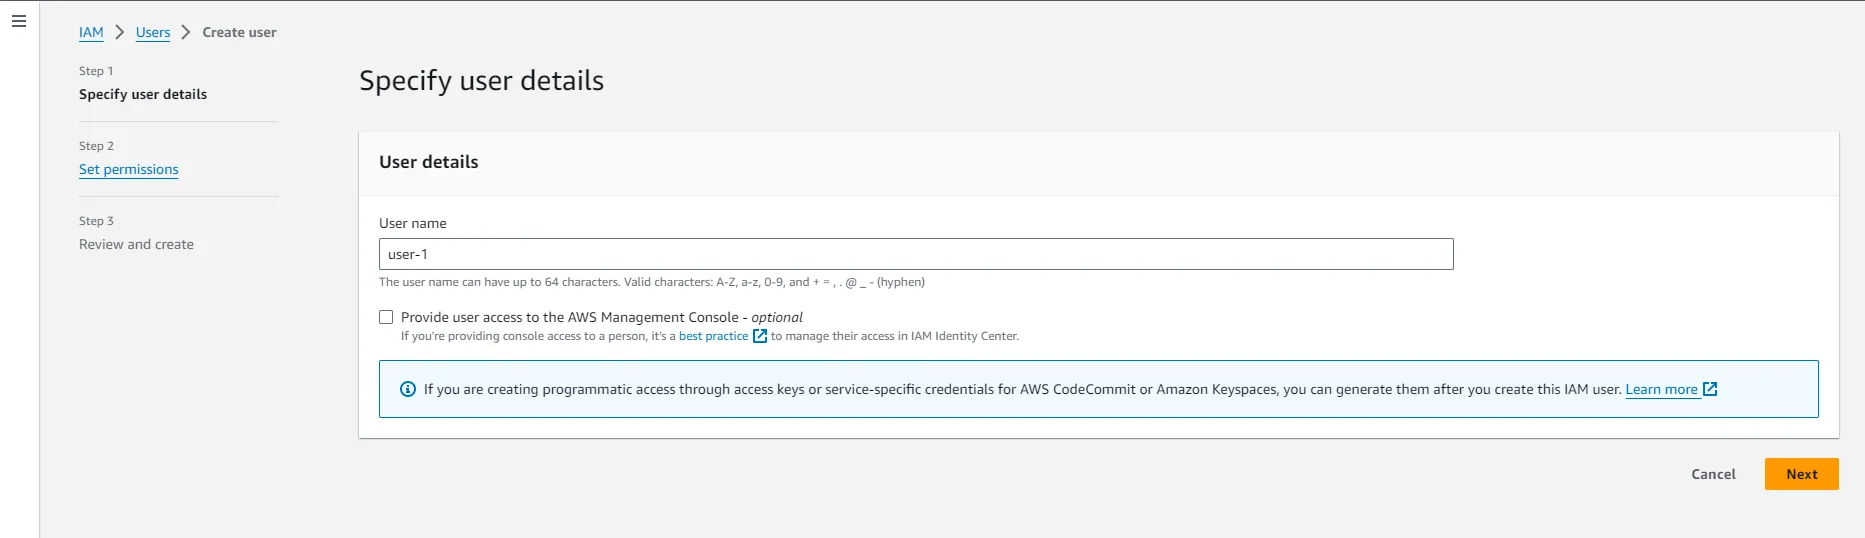 IAM > Users > Create user
Step 1
Specify user details
Step 2
Set permissions
Step 3
Review and create
Specify user details
User details
User name
user-1
The user name can have up to 64 characters. Valid characters: A-Z, a-z, 0-9, and + = , . @ _ - (hyphen)
Provide user access to the AWS Management Console - optional
If you're providing console access to a person, it's a best practice to manage their access in IAM Identity Center.
If you are creating programmatic access through access keys or service-specific credentials for AWS CodeCommit or Amazon Keyspaces, you can generate them after you create this IAM user. Learn more
Cancel Next